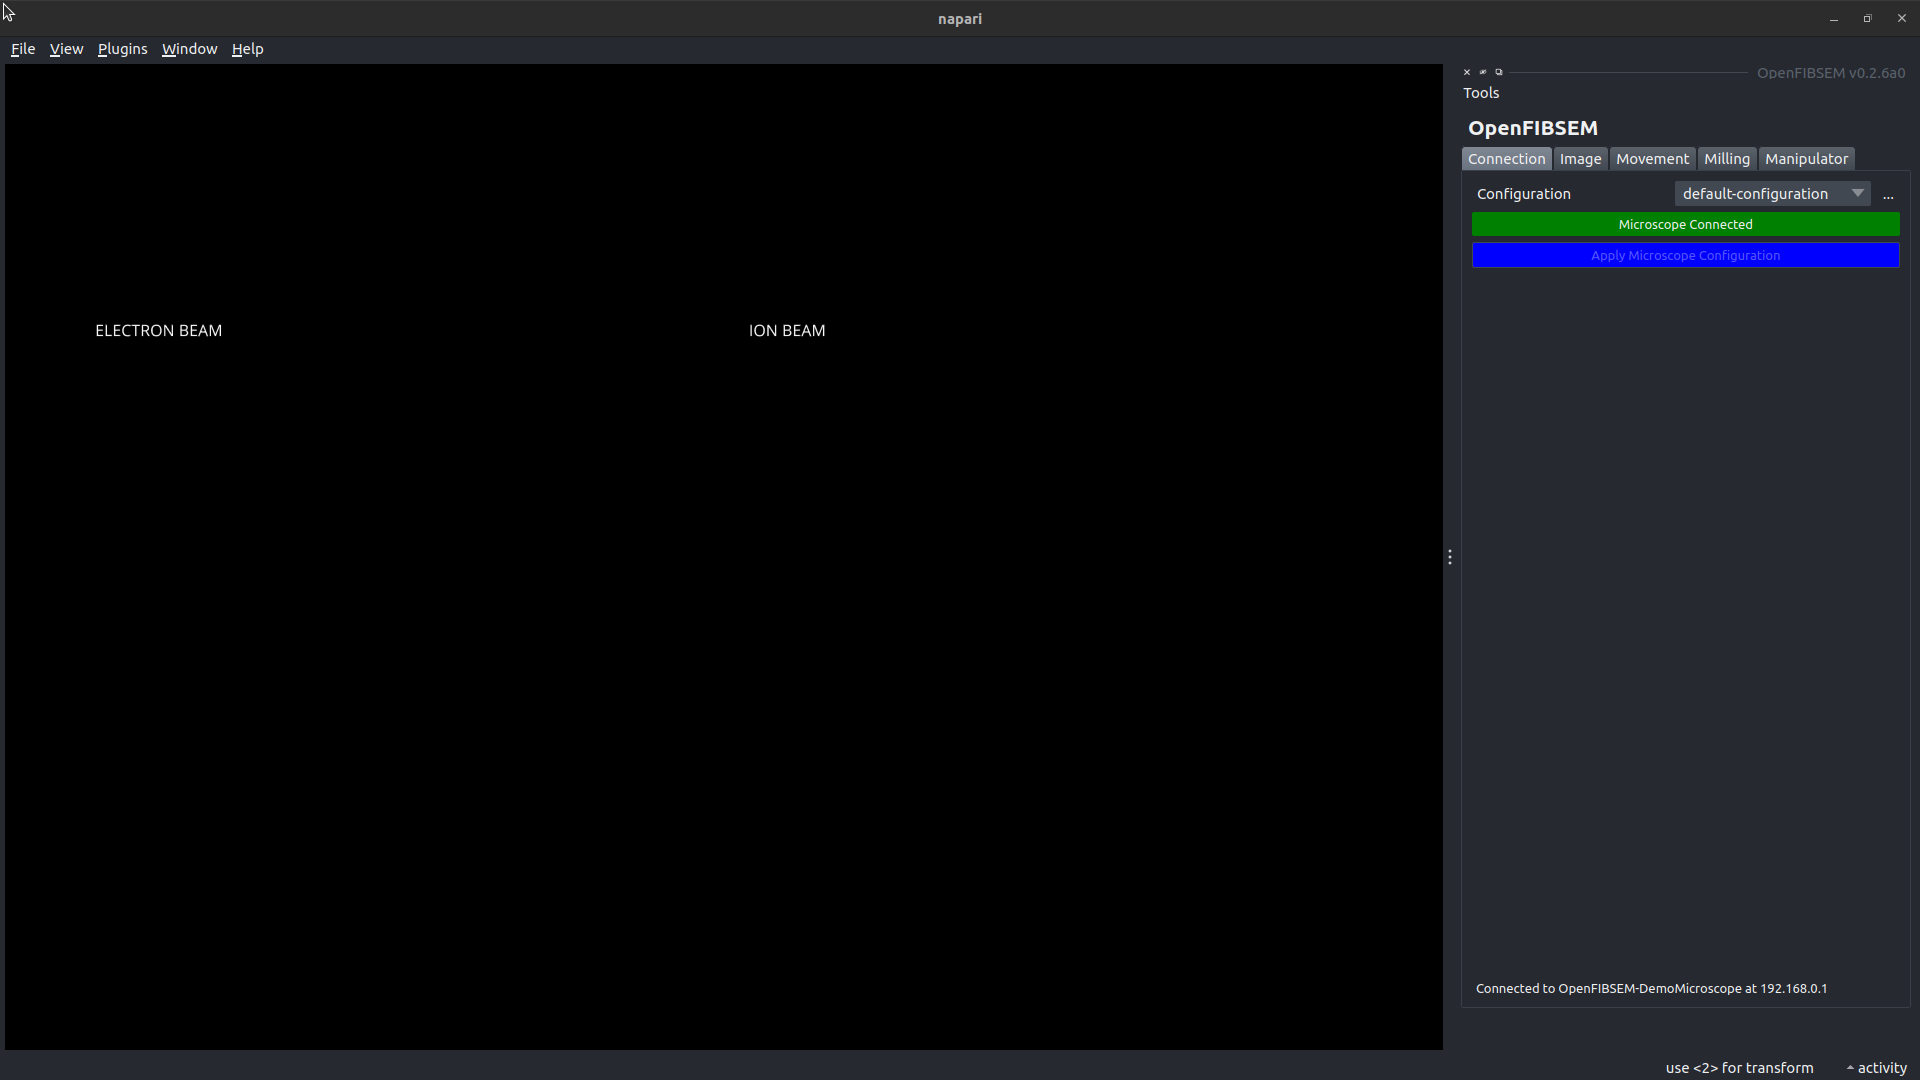 napari
File View Plugins Window Help
OpenFIBSEM v0.2.6a0
Tools
OpenFIBSEM
Connection Image Movement Milling Manipulator
Configuration default-configuration ...
Microscope Connected
Apply Microscope Configuration
ELECTRON BEAM ION BEAM
Connected to OpenFIBSEM-DemoMicroscope at 192.168.0.1
use <2> for transform activity